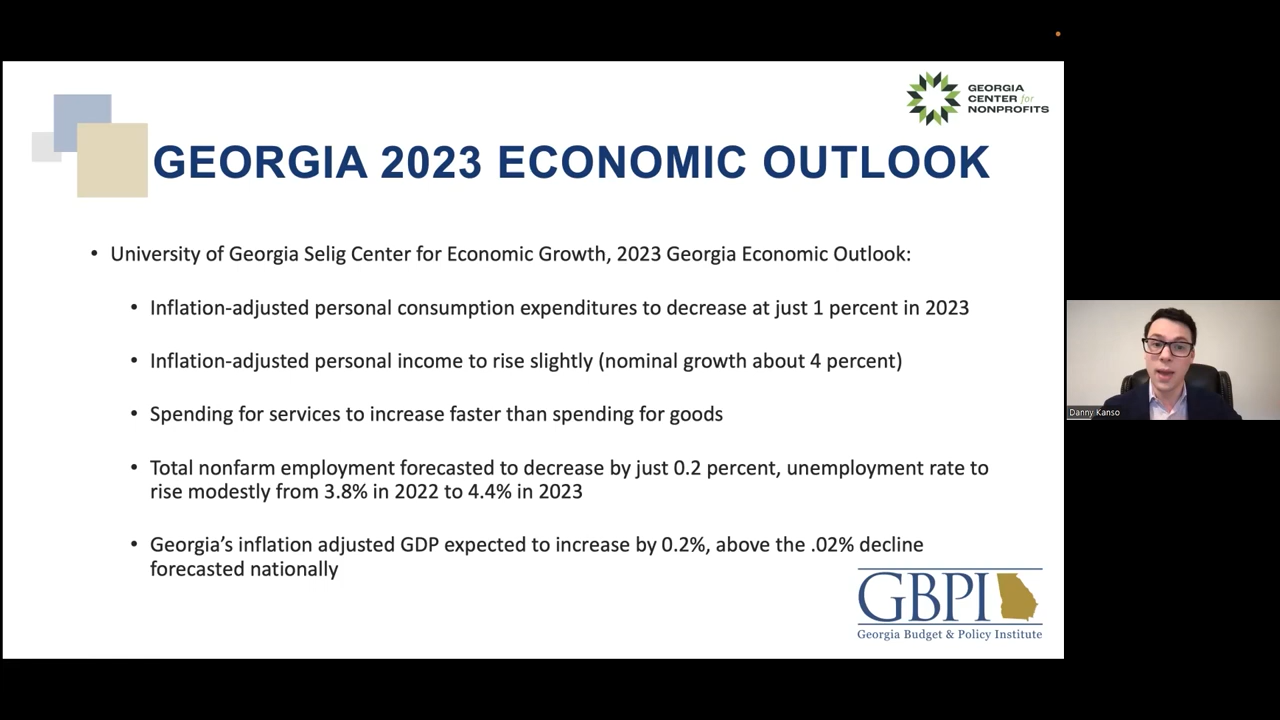 GEORGIA
CENTER for
NONPROFITS
GEORGIA 2023 ECONOMIC OUTLOOK
• University of Georgia Selig Center for Economic Growth, 2023 Georgia Economic Outlook:
• Inflation-adjusted personal consumption expenditures to decrease at just 1 percent in 2023
• Inflation-adjusted personal income to rise slightly (nominal growth about 4 percent)
• Spending for services to increase faster than spending for goods
• Total nonfarm employment forecasted to decrease by just 0.2 percent, unemployment rate to
rise modestly from 3.8% in 2022 to 4.4% in 2023
• Georgia’s inflation adjusted GDP expected to increase by 0.2%, above the .02% decline
forecasted nationally
GBPI
Georgia Budget & Policy Institute
Danny Kanso